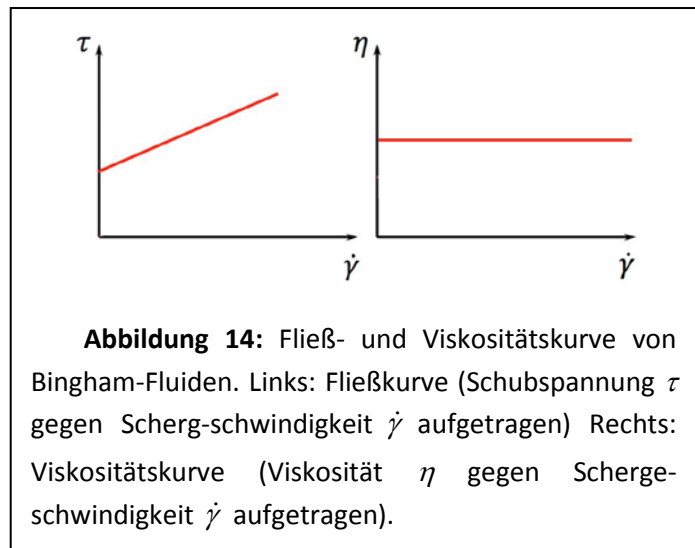 τ
η
γ̇
γ̇
Abbildung 14: Fließ- und Viskositätskurve von
Bingham-Fluiden. Links: Fließkurve (Schubspannung τ
gegen Scherg-schwindigkeit γ̇ aufgetragen) Rechts:
Viskositätskurve (Viskosität η gegen Scherge-
schwindigkeit γ̇ aufgetragen).